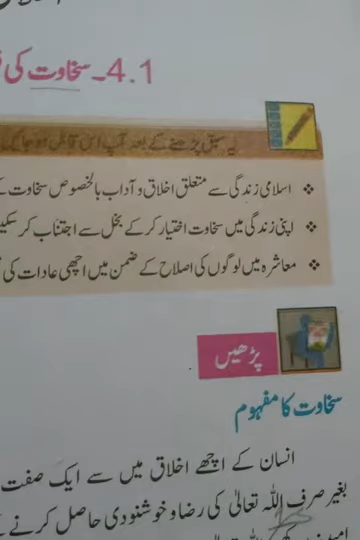 4.1۔ سخاوت کی
یہ سبق پڑھنے کے بعد آپ اس قابل ہو جائیں
❖ اسلامی زندگی سے متعلق اخلاق و آداب بالخصوص سخاوت
❖ اپنی زندگی میں سخاوت اختیار کر کے بخل سے اجتناب کر سکیں
❖ معاشرہ میں لوگوں کی اصلاح کے ضمن میں اچھی عادات کی
پڑھیں
سخاوت کا مفہوم
انسان کے اچھے اخلاق میں سے ایک صفت
بغیر صرف اللہ تعالیٰ کی رضا و خوشنودی حاصل کرنے